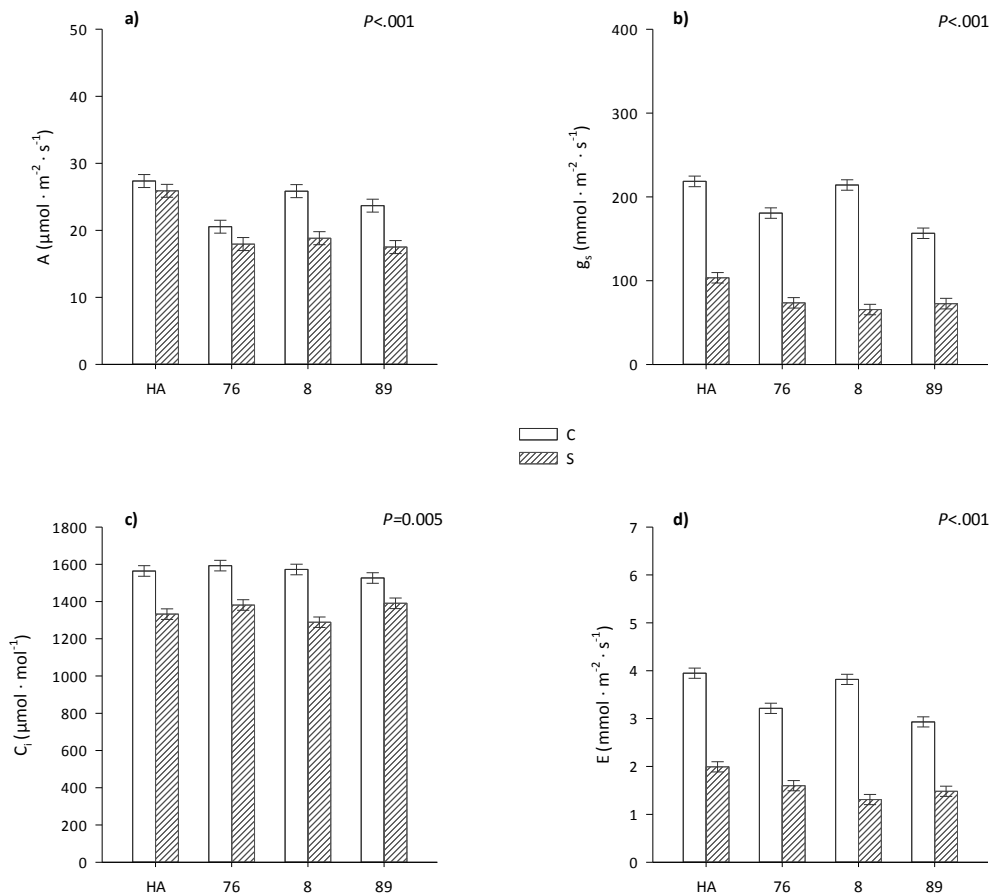 a)
P<.001
50
40
30
20
10
0
A (µmol · m⁻² · s⁻¹)
HA 76 8 89
b)
P<.001
400
300
200
100
0
gₛ (mmol · m⁻² · s⁻¹)
HA 76 8 89
C
S
c)
P=0.005
1800
1600
1400
1200
1000
800
600
400
200
0
Cᵢ (µmol · mol⁻¹)
HA 76 8 89
d)
P<.001
7
6
5
4
3
2
1
0
E (mmol · m⁻² · s⁻¹)
HA 76 8 89